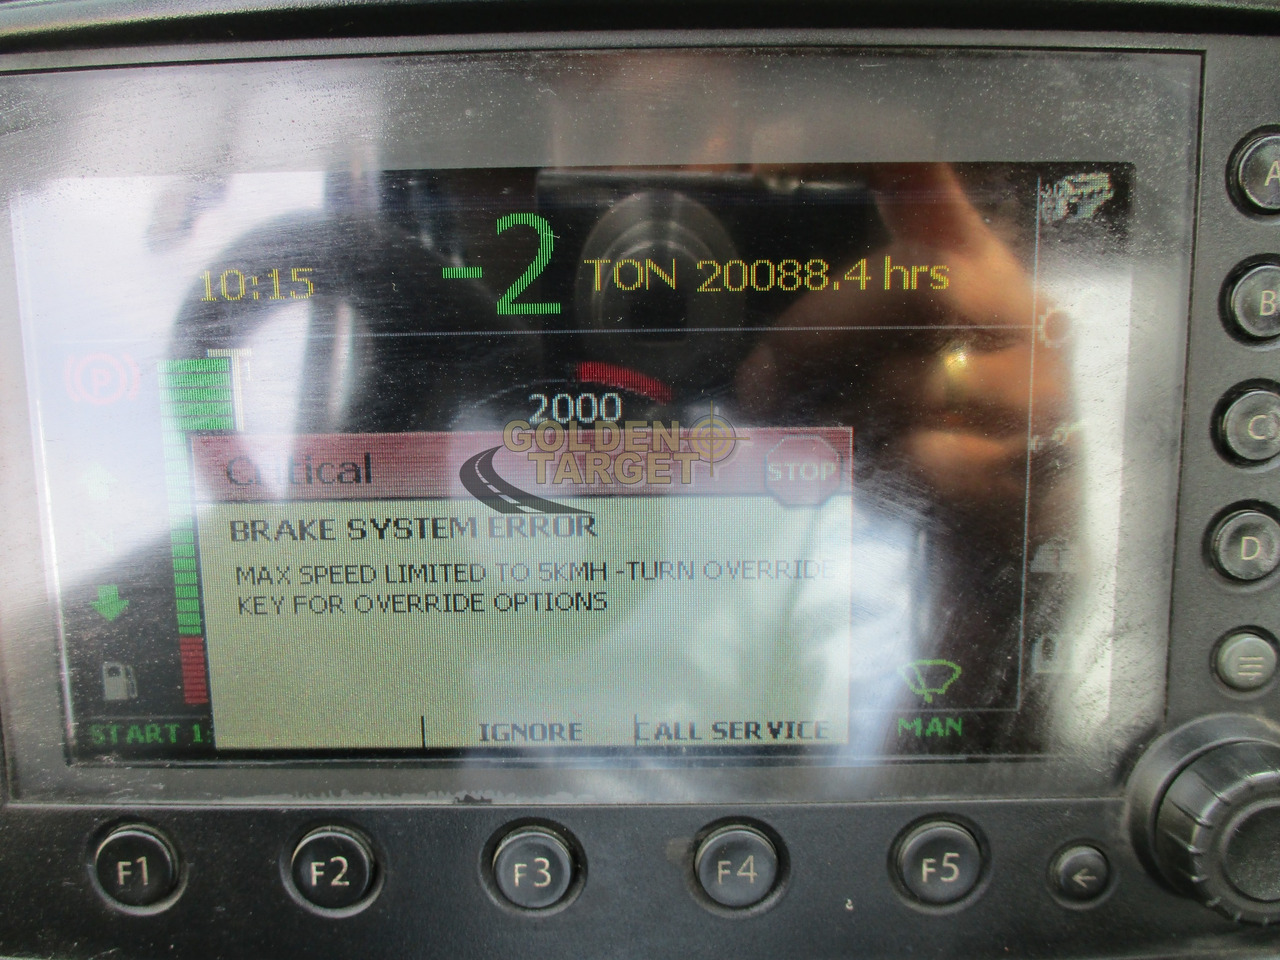 10:15 -2 TON 20088.4 hrs
2000
GOLDEN
TARGET
Critical
STOP
BRAKE SYSTEM ERROR
MAX SPEED LIMITED TO 5KMH -TURN OVERRIDE
KEY FOR OVERRIDE OPTIONS
IGNORE CALL SERVICE
START 1 MAN
A
B
C
D
F1 F2 F3 F4 F5